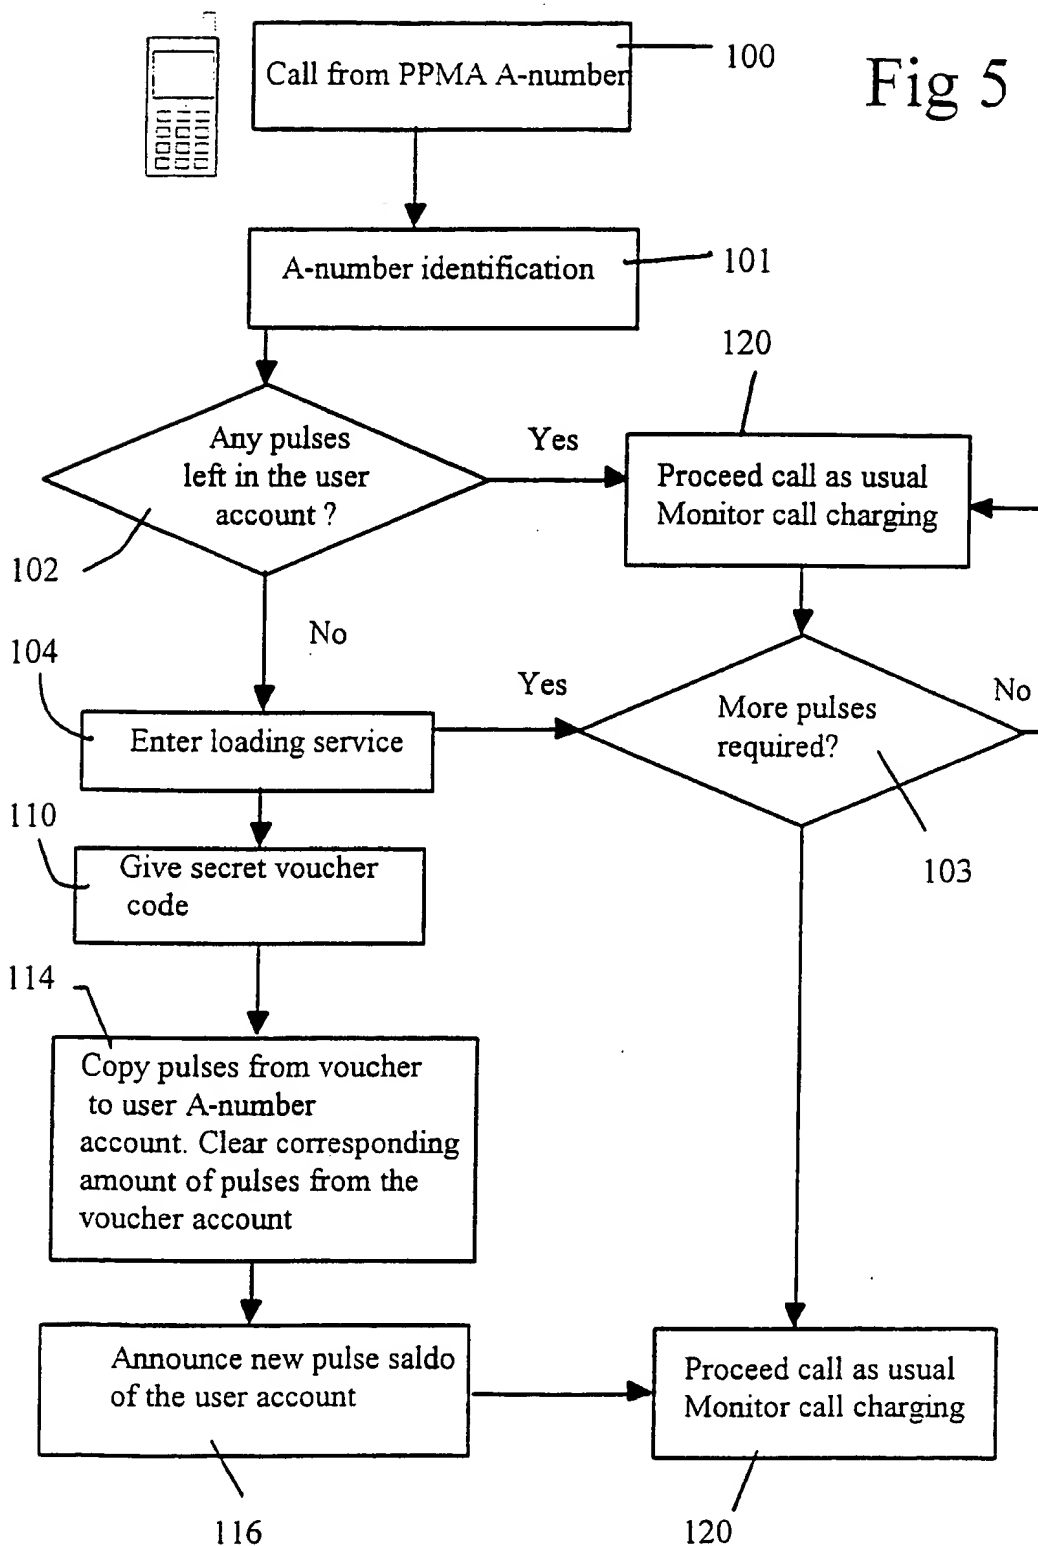 Fig 5
Call from PPMA A-number
100
A-number identification
101
120
Any pulses
left in the user
account ?
102
Yes
Proceed call as usual
Monitor call charging
No
104
Enter loading service
Yes
More pulses
required?
No
103
110
Give secret voucher
code
114
Copy pulses from voucher
to user A-number
account. Clear corresponding
amount of pulses from the
voucher account
Announce new pulse saldo
of the user account
116
Proceed call as usual
Monitor call charging
120